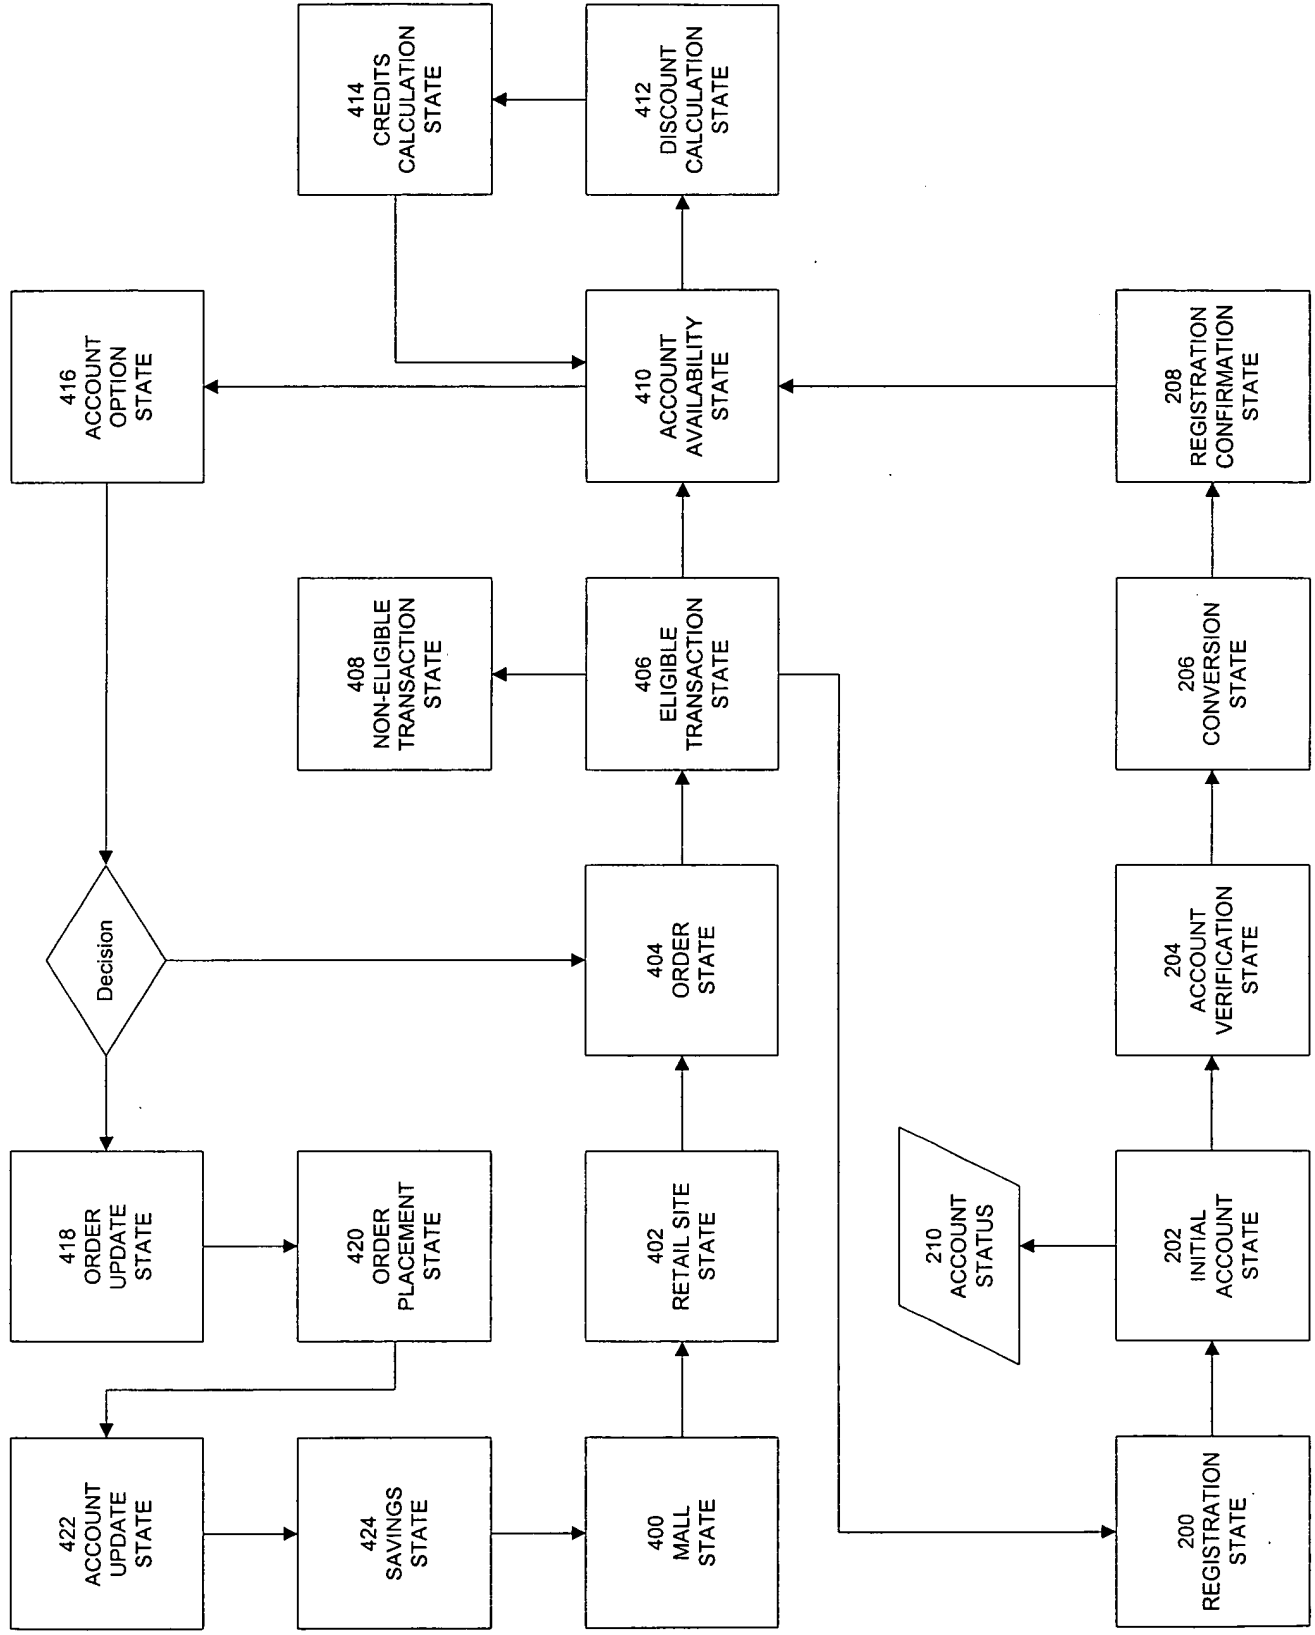 422
ACCOUNT
UPDATE
STATE
418
ORDER
UPDATE
STATE
Decision
416
ACCOUNT
OPTION
STATE
424
SAVINGS
STATE
420
ORDER
PLACEMENT
STATE
408
NON-ELIGIBLE
TRANSACTION
STATE
414
CREDITS
CALCULATION
STATE
400
MALL
STATE
402
RETAIL SITE
STATE
404
ORDER
STATE
406
ELIGIBLE
TRANSACTION
STATE
410
ACCOUNT
AVAILABILITY
STATE
412
DISCOUNT
CALCULATION
STATE
210
ACCOUNT
STATUS
200
REGISTRATION
STATE
202
INITIAL
ACCOUNT
STATE
204
ACCOUNT
VERIFICATION
STATE
206
CONVERSION
STATE
208
REGISTRATION
CONFIRMATION
STATE